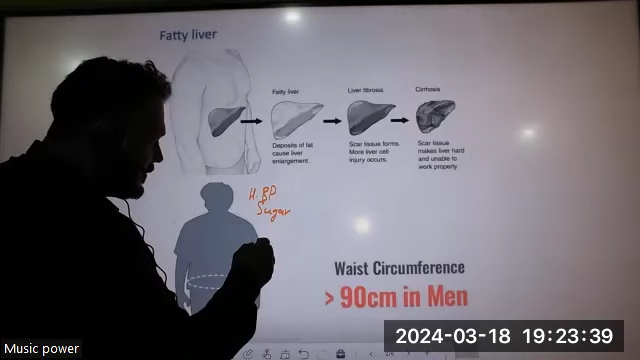 Fatty liver
Fatty liver
Deposits of fat
cause liver
enlargement.
Liver fibrosis
Scar tissue forms.
More liver cell
injury occurs.
Cirrhosis
Scar tissue
makes liver hard
and unable to
work properly.
H. BP
Sugar
Waist Circumference
> 90cm in Men
Music power
2024-03-18 19:23:39